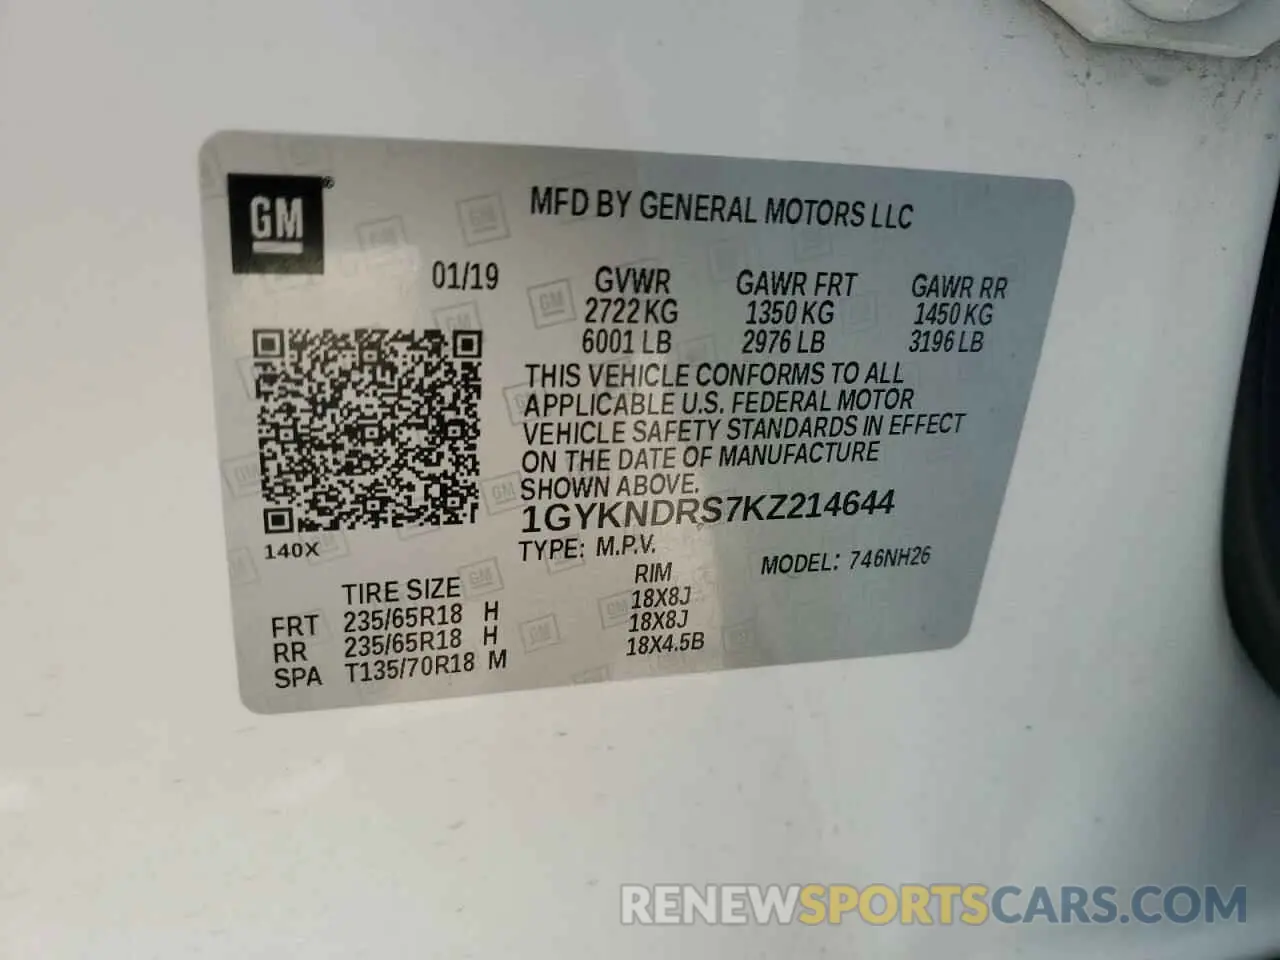 GM®
MFD BY GENERAL MOTORS LLC
01/19 GVWR GAWR FRT GAWR RR
2722 KG 1350 KG 1450 KG
6001 LB 2976 LB 3196 LB
THIS VEHICLE CONFORMS TO ALL
APPLICABLE U.S. FEDERAL MOTOR
VEHICLE SAFETY STANDARDS IN EFFECT
ON THE DATE OF MANUFACTURE
SHOWN ABOVE.
1GYKNDRS7KZ214644
140X
TYPE: M.P.V. MODEL: 746NH26
TIRE SIZE RIM
FRT 235/65R18 H 18X8J
RR 235/65R18 H 18X8J
SPA T135/70R18 M 18X4.5B
RENEWSPORTSCARS.COM